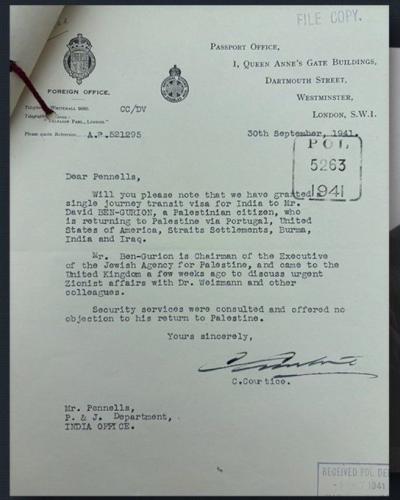 FILE COPY.
PASSPORT OFFICE,
1, QUEEN ANNE'S GATE BUILDINGS,
DARTMOUTH STREET,
WESTMINSTER,
LONDON, S.W.1.
FOREIGN OFFICE.
Telephone: WHITEHALL
CC/DV
Please quote Reference A.P.521295
30th September, 1941.
POL
5263
1941
Dear Pennells,
Will you please note that we have granted a
single journey transit visa for India to Mr.
David BEN-GURION, a Palestinian citizen, who
is returning to Palestine via Portugal, United
States of America, Straits Settlements, Burma,
India and Iraq.
Mr. Ben-Gurion is Chairman of the Executive
of the Jewish Agency for Palestine, and came to the
United Kingdom a few weeks ago to discuss urgent
Zionist affairs with Dr. Weizmann and other
colleagues.
Security services were consulted and offered no
objection to his return to Palestine.
Yours sincerely,
C.Courtice.
Mr. Pennells,
P. & J. Department,
INDIA OFFICE.
RECEIVED POL. DE
1941